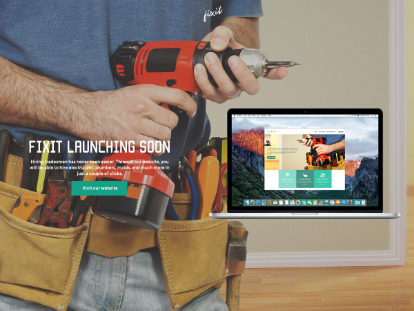 fixit
FIXIT LAUNCHING SOON
Hiring tradesmen has never been easier. Through our website, you
will be able to hire electricians, plumbers, maids, and much more in
just a couple of clicks.
Visit our website